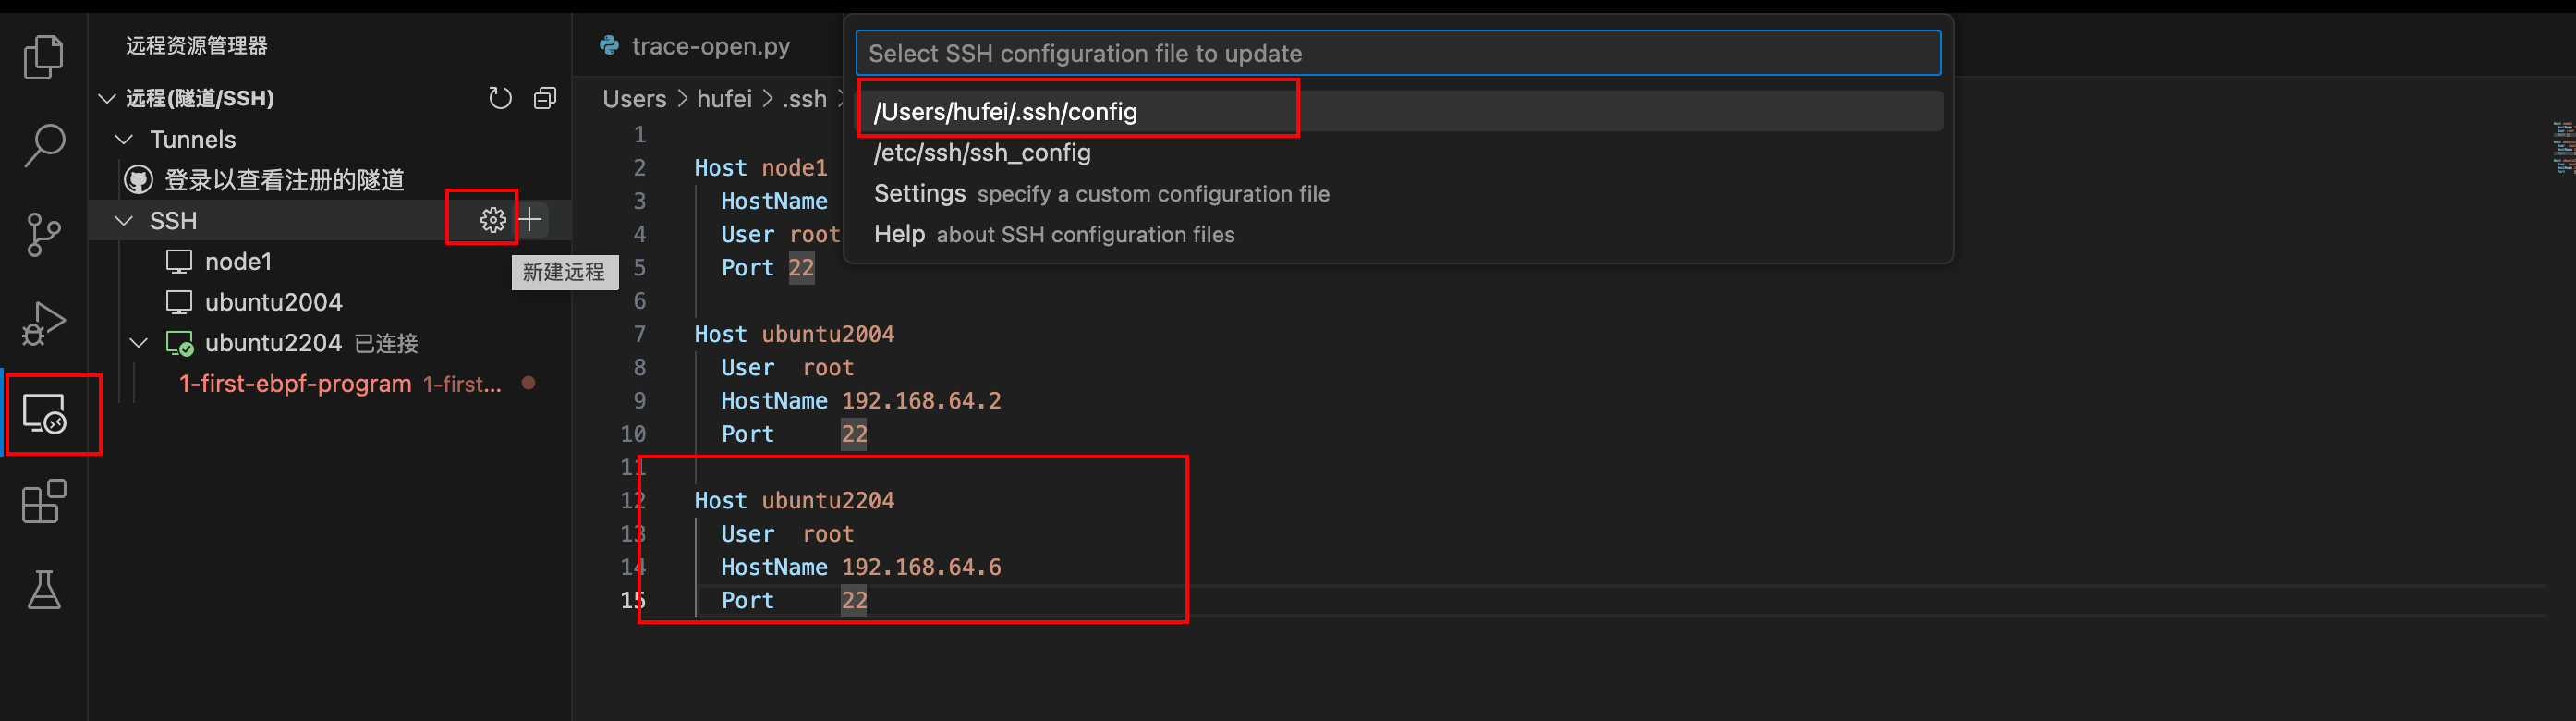 远程资源管理器
远程(隧道/SSH)
Tunnels
登录以查看注册的隧道
SSH
新建远程
node1
ubuntu2004
ubuntu2204 已连接
1-first-ebpf-program 1-first...
trace-open.py
Users > hufei > .ssh >
Select SSH configuration file to update
/Users/hufei/.ssh/config
/etc/ssh/ssh_config
Settings specify a custom configuration file
Help about SSH configuration files
1
2 Host node1
3 HostName
4 User root
5 Port 22
6
7 Host ubuntu2004
8 User root
9 HostName 192.168.64.2
10 Port 22
11
12 Host ubuntu2204
13 User root
14 HostName 192.168.64.6
15 Port 22